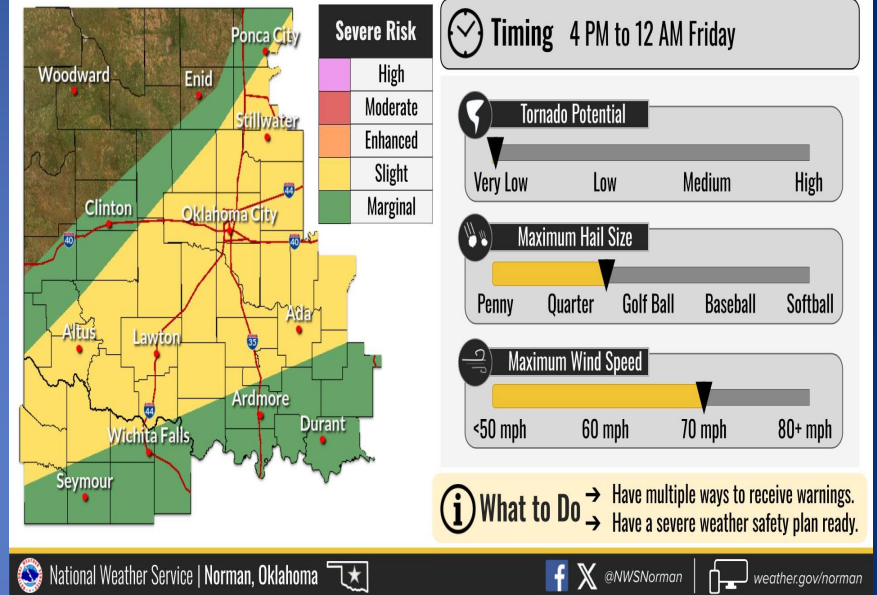 Ponca City
Woodward
Enid
Stillwater
44
Clinton
Oklahoma City
40
40
Altus
Lawton
Ada
35
Ardmore
44
Wichita Falls
Durant
Seymour
Severe Risk
High
Moderate
Enhanced
Slight
Marginal
Timing 4 PM to 12 AM Friday
Tornado Potential
Very Low Low Medium High
Maximum Hail Size
Penny Quarter Golf Ball Baseball Softball
Maximum Wind Speed
<50 mph 60 mph 70 mph 80+ mph
What to Do
→ Have multiple ways to receive warnings.
→ Have a severe weather safety plan ready.
National Weather Service | Norman, Oklahoma
@NWSNorman
weather.gov/norman